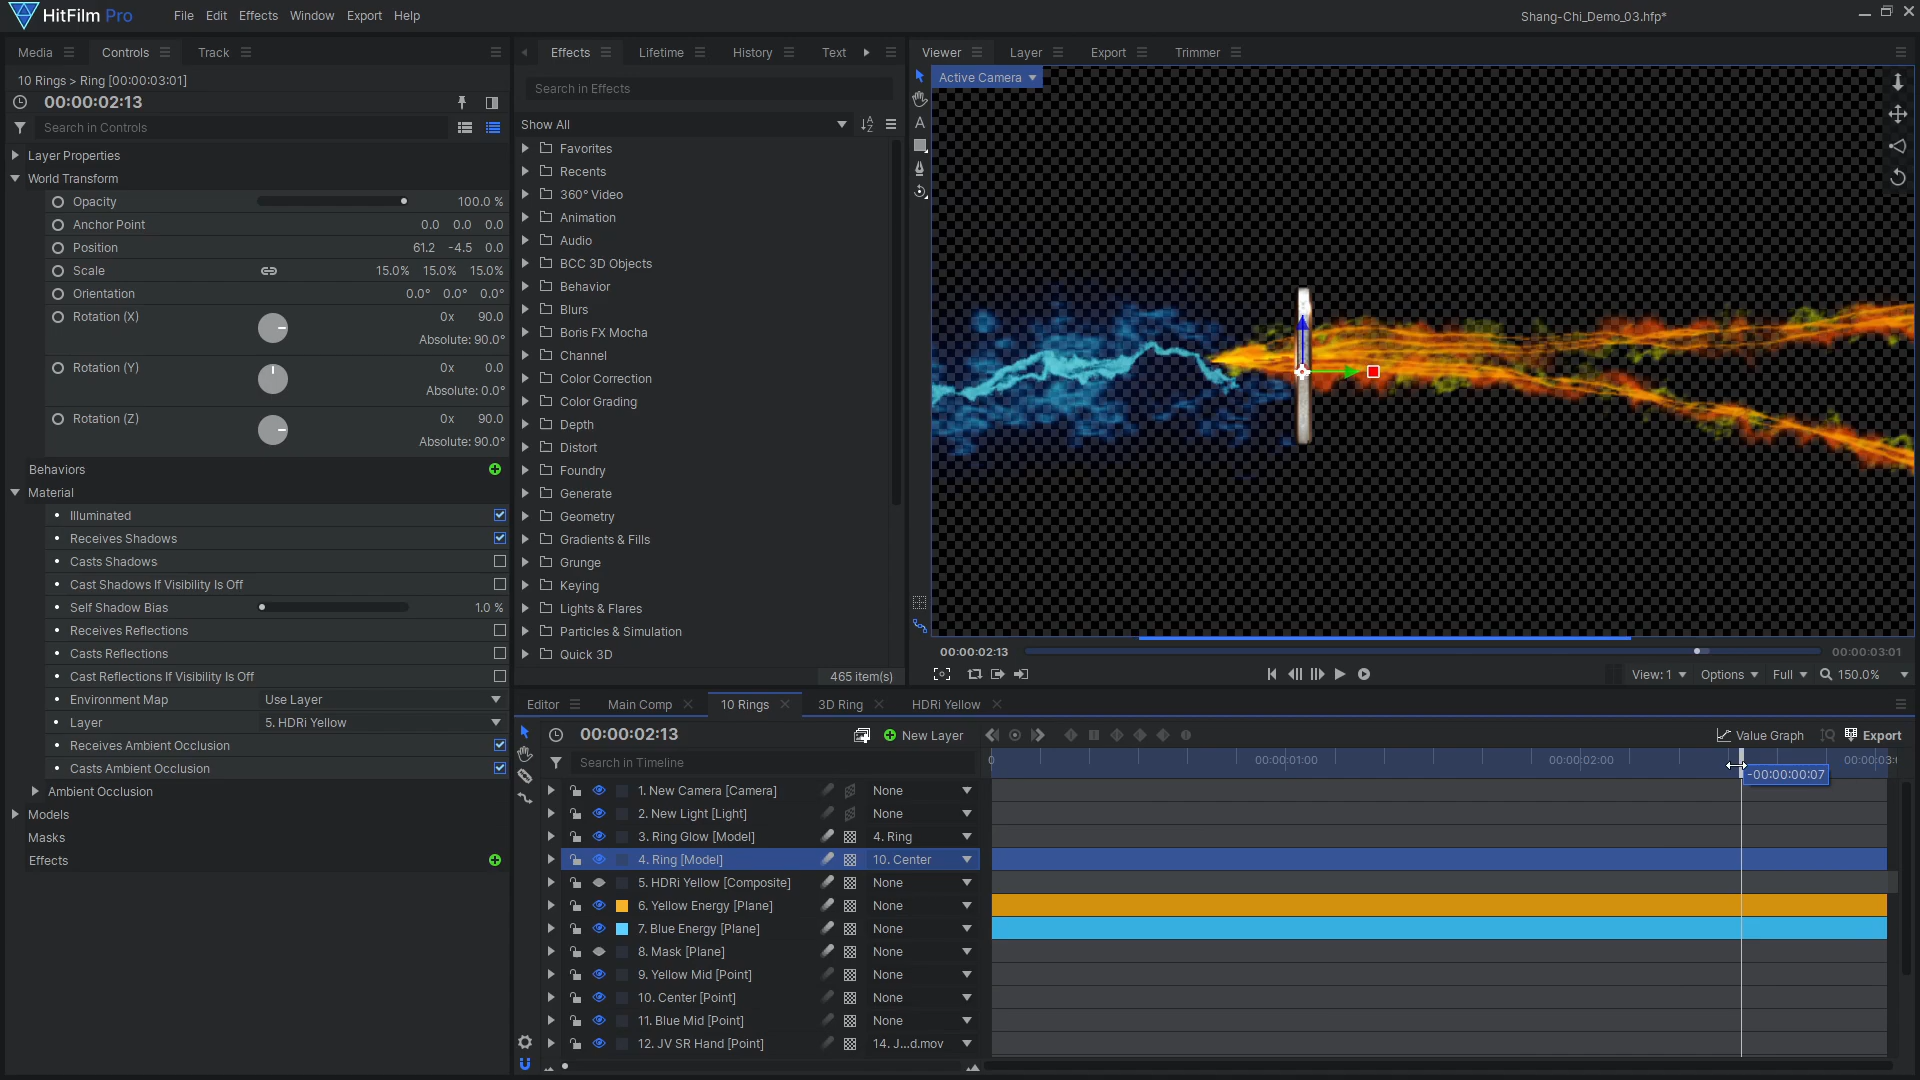 HitFilm Pro
File Edit Effects Window Export Help
Shang-Chi_Demo_03.hfp*
Media Controls Track
Effects Lifetime History Text
Viewer Layer Export Trimmer
10 Rings > Ring [00:00:03:01]
00:00:02:13
Search in Controls
Layer Properties
World Transform
Opacity 100.0 %
Anchor Point 0.0 0.0 0.0
Position 61.2 -4.5 0.0
Scale 15.0% 15.0% 15.0%
Orientation 0.0° 0.0° 0.0°
Rotation (X) 0x 90.0
Absolute: 90.0°
Rotation (Y) 0x 0.0
Absolute: 0.0°
Rotation (Z) 0x 90.0
Absolute: 90.0°
Behaviors
Material
Illuminated
Receives Shadows
Casts Shadows
Cast Shadows If Visibility Is Off
Self Shadow Bias 1.0 %
Receives Reflections
Casts Reflections
Cast Reflections If Visibility Is Off
Environment Map Use Layer
Layer 5. HDRi Yellow
Receives Ambient Occlusion
Casts Ambient Occlusion
Ambient Occlusion
Models
Masks
Effects
Search in Effects
Show All
Favorites
Recents
360° Video
Animation
Audio
BCC 3D Objects
Behavior
Blurs
Boris FX Mocha
Channel
Color Correction
Color Grading
Depth
Distort
Foundry
Generate
Geometry
Gradients & Fills
Grunge
Keying
Lights & Flares
Particles & Simulation
Quick 3D
465 item(s)
Active Camera
A
00:00:02:13 00:00:03:01
View: 1 Options Full 150.0%
Editor Main Comp 10 Rings 3D Ring HDRi Yellow
00:00:02:13 New Layer Value Graph Export
Search in Timeline
0 00:00:01:00 00:00:02:00 00:00:03:0
-00:00:00:07
1. New Camera [Camera] None
2. New Light [Light] None
3. Ring Glow [Model] 4. Ring
4. Ring [Model] 10. Center
5. HDRi Yellow [Composite] None
6. Yellow Energy [Plane] None
7. Blue Energy [Plane] None
8. Mask [Plane] None
9. Yellow Mid [Point] None
10. Center [Point] None
11. Blue Mid [Point] None
12. JV SR Hand [Point] 14. J...d.mov